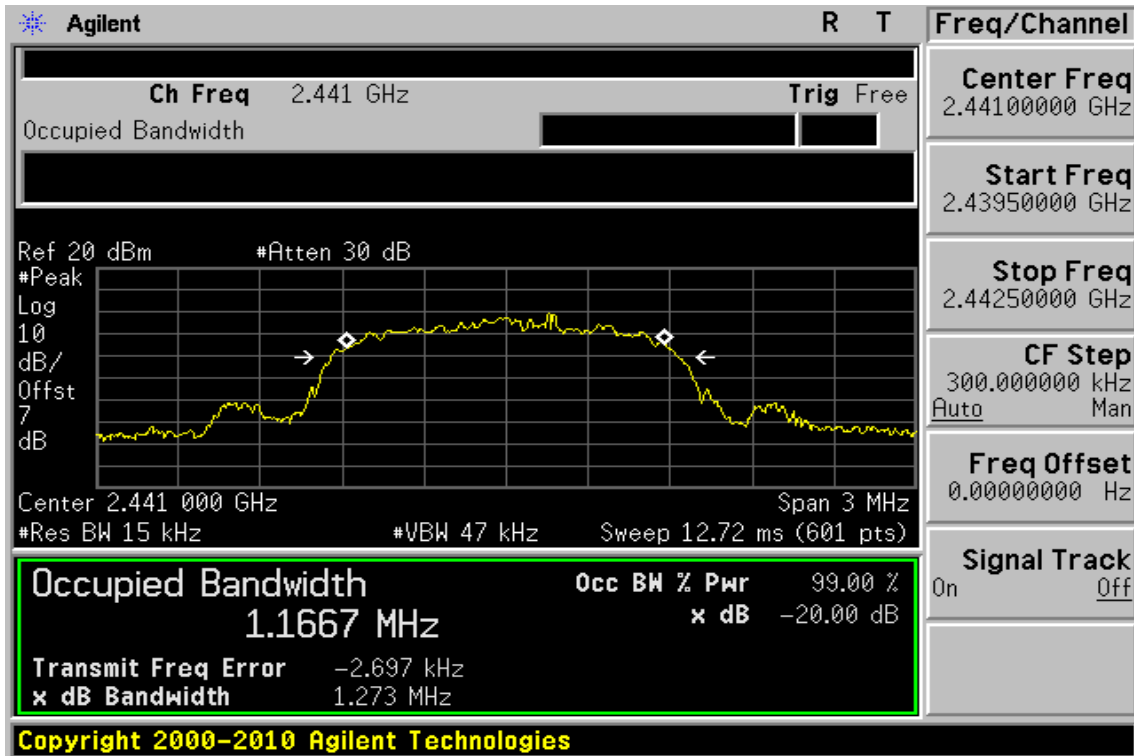 Agilent R T
Ch Freq 2.441 GHz Trig Free
Occupied Bandwidth
Ref 20 dBm #Atten 30 dB
#Peak
Log
10
dB/
Offst
7
dB
Center 2.441 000 GHz Span 3 MHz
#Res BW 15 kHz #VBW 47 kHz Sweep 12.72 ms (601 pts)
Occupied Bandwidth
1.1667 MHz
Occ BW % Pwr 99.00 %
x dB -20.00 dB
Transmit Freq Error -2.697 kHz
x dB Bandwidth 1.273 MHz
Copyright 2000-2010 Agilent Technologies
Freq/Channel
Center Freq
2.44100000 GHz
Start Freq
2.43950000 GHz
Stop Freq
2.44250000 GHz
CF Step
300.000000 kHz
Auto Man
Freq Offset
0.00000000 Hz
Signal Track
On Off